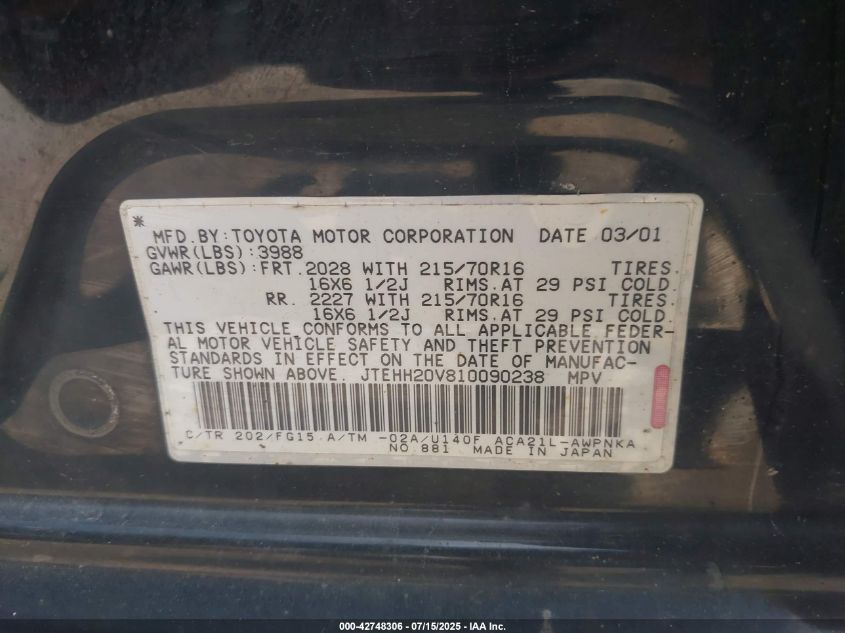 *
MFD.BY:TOYOTA MOTOR CORPORATION DATE 03/01
GVWR(LBS):3988
GAWR(LBS):FRT.2028 WITH 215/70R16 TIRES.
16X6 1/2J RIMS.AT 29 PSI COLD.
RR. 2227 WITH 215/70R16 TIRES.
16X6 1/2J RIMS.AT 29 PSI COLD.
THIS VEHICLE CONFORMS TO ALL APPLICABLE FEDER-
AL MOTOR VEHICLE SAFETY AND THEFT PREVENTION
STANDARDS IN EFFECT ON THE DATE OF MANUFAC-
TURE SHOWN ABOVE. JTEHH20V810090238 MPV
C/TR 202/FG15 A/TM -02A/U140F ACA21L-AWPNKA
NO 881 MADE IN JAPAN
000-42748306 - 07/15/2025 - IAA Inc.